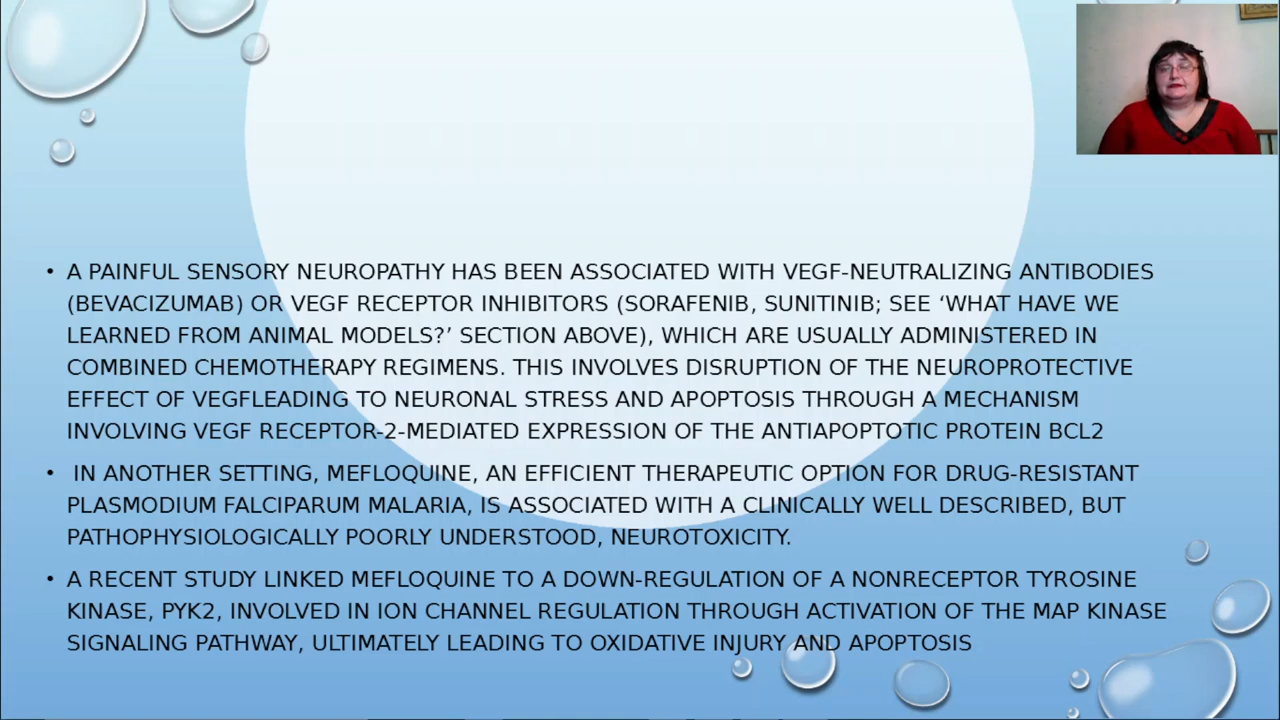 • A PAINFUL SENSORY NEUROPATHY HAS BEEN ASSOCIATED WITH VEGF-NEUTRALIZING ANTIBODIES
(BEVACIZUMAB) OR VEGF RECEPTOR INHIBITORS (SORAFENIB, SUNITINIB; SEE ‘WHAT HAVE WE
LEARNED FROM ANIMAL MODELS?’ SECTION ABOVE), WHICH ARE USUALLY ADMINISTERED IN
COMBINED CHEMOTHERAPY REGIMENS. THIS INVOLVES DISRUPTION OF THE NEUROPROTECTIVE
EFFECT OF VEGFLEADING TO NEURONAL STRESS AND APOPTOSIS THROUGH A MECHANISM
INVOLVING VEGF RECEPTOR-2-MEDIATED EXPRESSION OF THE ANTIAPOPTOTIC PROTEIN BCL2
• IN ANOTHER SETTING, MEFLOQUINE, AN EFFICIENT THERAPEUTIC OPTION FOR DRUG-RESISTANT
PLASMODIUM FALCIPARUM MALARIA, IS ASSOCIATED WITH A CLINICALLY WELL DESCRIBED, BUT
PATHOPHYSIOLOGICALLY POORLY UNDERSTOOD, NEUROTOXICITY.
• A RECENT STUDY LINKED MEFLOQUINE TO A DOWN-REGULATION OF A NONRECEPTOR TYROSINE
KINASE, PYK2, INVOLVED IN ION CHANNEL REGULATION THROUGH ACTIVATION OF THE MAP KINASE
SIGNALING PATHWAY, ULTIMATELY LEADING TO OXIDATIVE INJURY AND APOPTOSIS